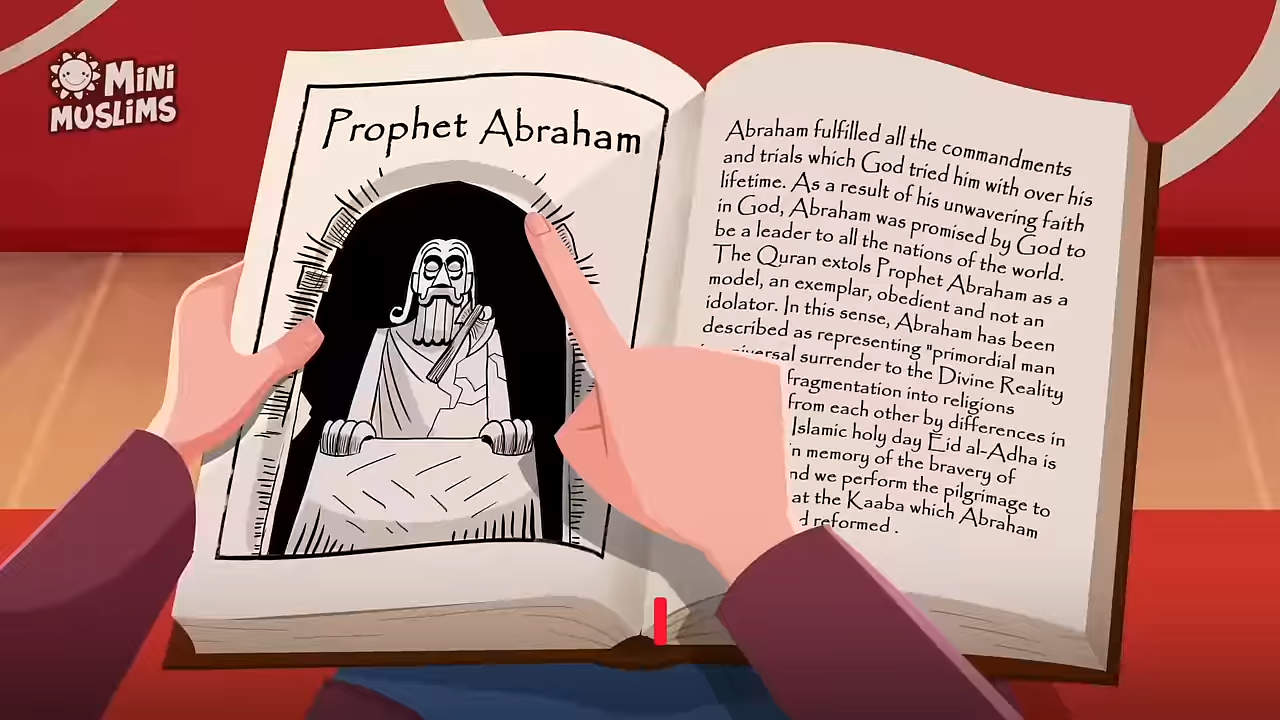 MiNi
MUSLiMS
Prophet Abraham
Abraham fulfilled all the commandments
and trials which God tried him with over his
lifetime. As a result of his unwavering faith
in God, Abraham was promised by God to
be a leader to all the nations of the world.
The Quran extols Prophet Abraham as a
model, an exemplar, obedient and not an
idolator. In this sense, Abraham has been
described as representing "primordial man
surrender to the Divine Reality
fragmentation into religions
from each other by differences in
Islamic holy day Eid al-Adha is
memory of the bravery of
we perform the pilgrimage to
at the Kaaba which Abraham
reformed .